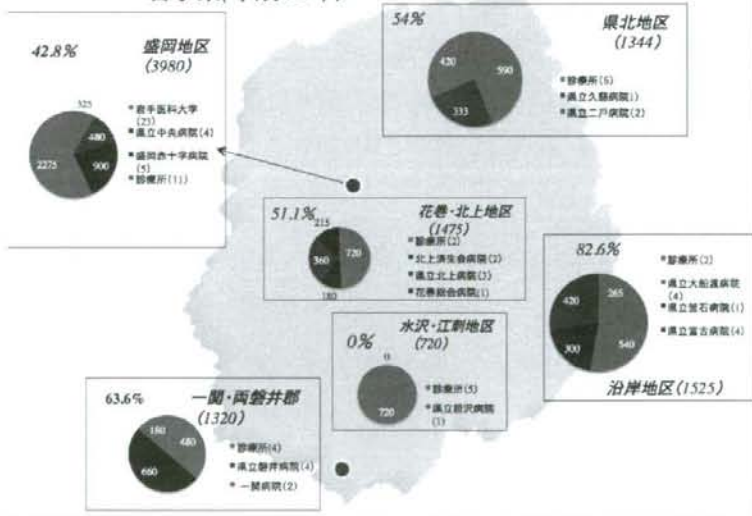 42.8%
盛岡地区
(3980)
325
480
900
2275
*岩手医科大学
(23)
■県立中央病院(4)
*盛岡赤十字病院
(5)
*診療所(11)
54%
県北地区
(1344)
420
590
333
■県立久慈病院(1)
■県立二戸病院(2)
51.1%
花巻・北上地区
(1475)
215
360
720
180
*診療所(2)
■北上済生会病院(2)
■県立北上病院(3)
■花巻総合病院(1)
82.6%
420
265
300
540
*県立大船渡病院
(4)
■県立釜石病院(1)
■県立宮古病院(4)
沿岸地区(1525)
水沢・江刺地区
(720)
0%
0
720
*診療所(5)
*県立胆沢病院
(1)
63.6%
一関・両磐井郡
(1320)
180
480
660
*診療所(4)
■県立磐井病院(4)
*一関病院(2)